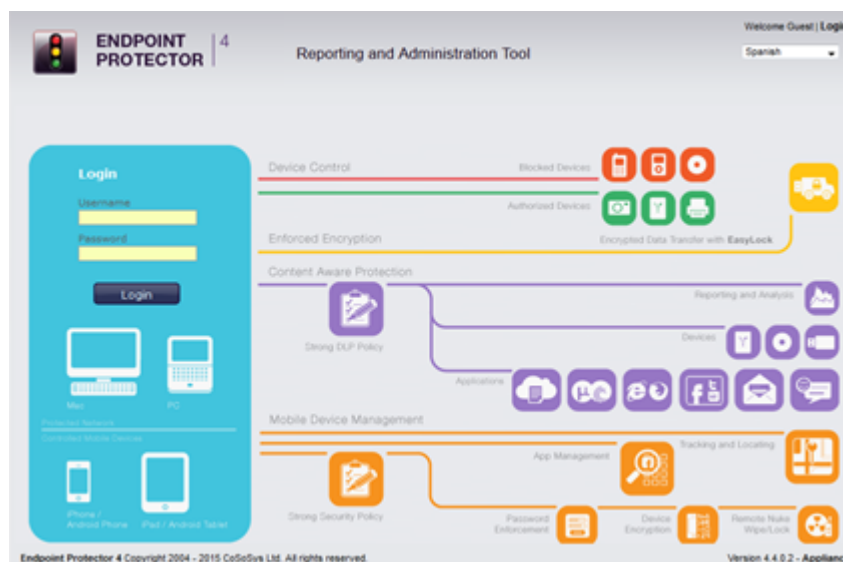 Welcome Guest | Login
ENDPOINT PROTECTOR 4
Reporting and Administration Tool
Spanish
Login
Username
Password
Login
Mac
PC
Protected Network
Controlled Mobile Devices
iPhone /
Android Phone
iPad / Android Tablet
Device Control
Blocked Devices
Authorized Devices
Enforced Encryption
Encrypted Data Transfer with EasyLock
Content Aware Protection
Reporting and Analysis
Strong DLP Policy
Devices
Applications
Mobile Device Management
Tracking and Locating
App Management
Strong Security Policy
Password
Enforcement
Device
Encryption
Remote Nuke
Wipe/Lock
Endpoint Protector 4 Copyright 2004 - 2015 CoSoSys Ltd. All rights reserved.
Version 4.4.0.2 - Applianc